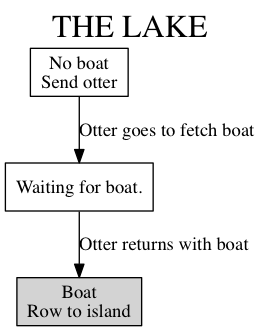 THE LAKE
No boat
Send otter
Otter goes to fetch boat
Waiting for boat.
Otter returns with boat
Boat
Row to island